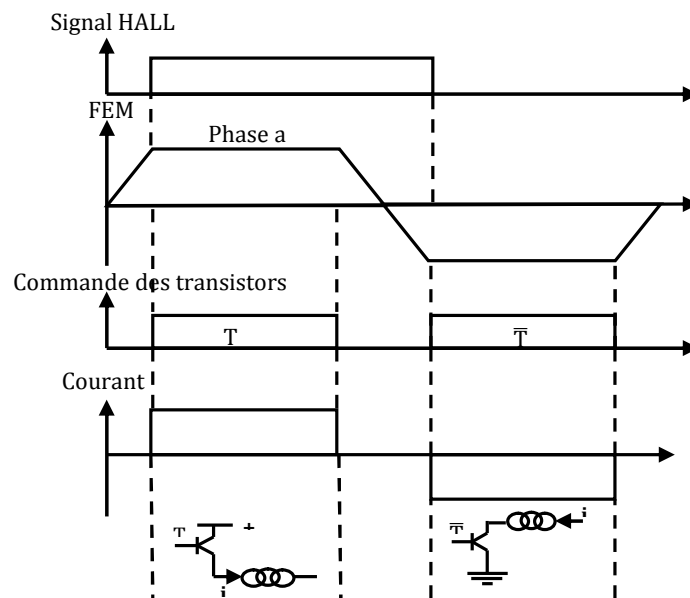 Signal HALL
FEM
Phase a
Commande des transistors
T
T̅
Courant
T
+
i
T̅
i